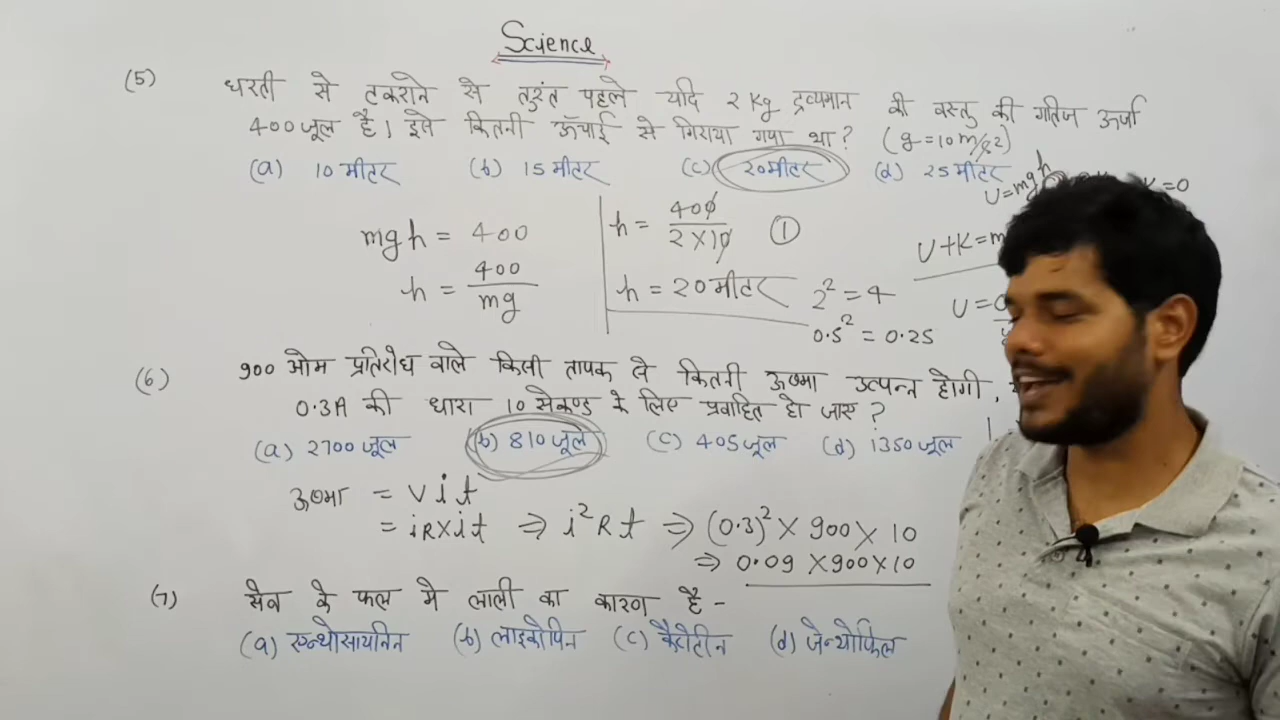 Science
(5) धरती से टकराने से तुरंत पहले यदि 2 Kg द्रव्यमान की वस्तु की गतिज ऊर्जा
400 जूल है। इसे कितनी ऊँचाई से गिराया गया था? (g=10 m/s2)
(a) 10 मीटर (b) 15 मीटर (c) 20 मीटर (d) 25 मीटर
U=mgh
K=0
mgh = 400
h = 400/mg
h = 400/2×10 ①
h = 20 मीटर
2² = 4
0.5² = 0.25
U+K=m
U=
(6) 900 ओम प्रतिरोध वाले किसी तापक से कितनी ऊष्मा उत्पन्न होगी,
0.3A की धारा 10 सेकण्ड के लिए प्रवाहित हो जाए?
(a) 2700 जूल (b) 810 जूल (c) 405 जूल (d) 1350 जूल
ऊष्मा = Vit
= iR×it ⇒ i²Rt ⇒ (0.3)² × 900 × 10
⇒ 0.09 × 900 × 10
(7) सेब के फल मे लाली का कारण है -
(a) एन्थोसायनिन (b) लाइकोपिन (c) कैरोटीन (d) जेन्थोफिल